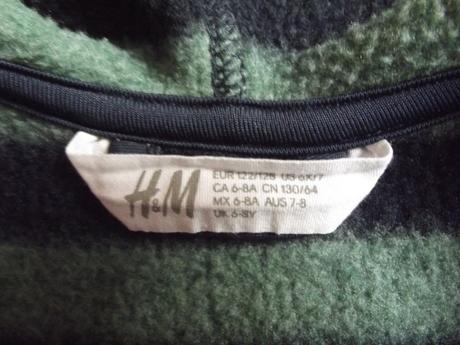 H&M
EUR 122/128 US 6X/7
CA 6-8A CN 130/64
MX 6-8A AUS 7-8
UK 6-8Y